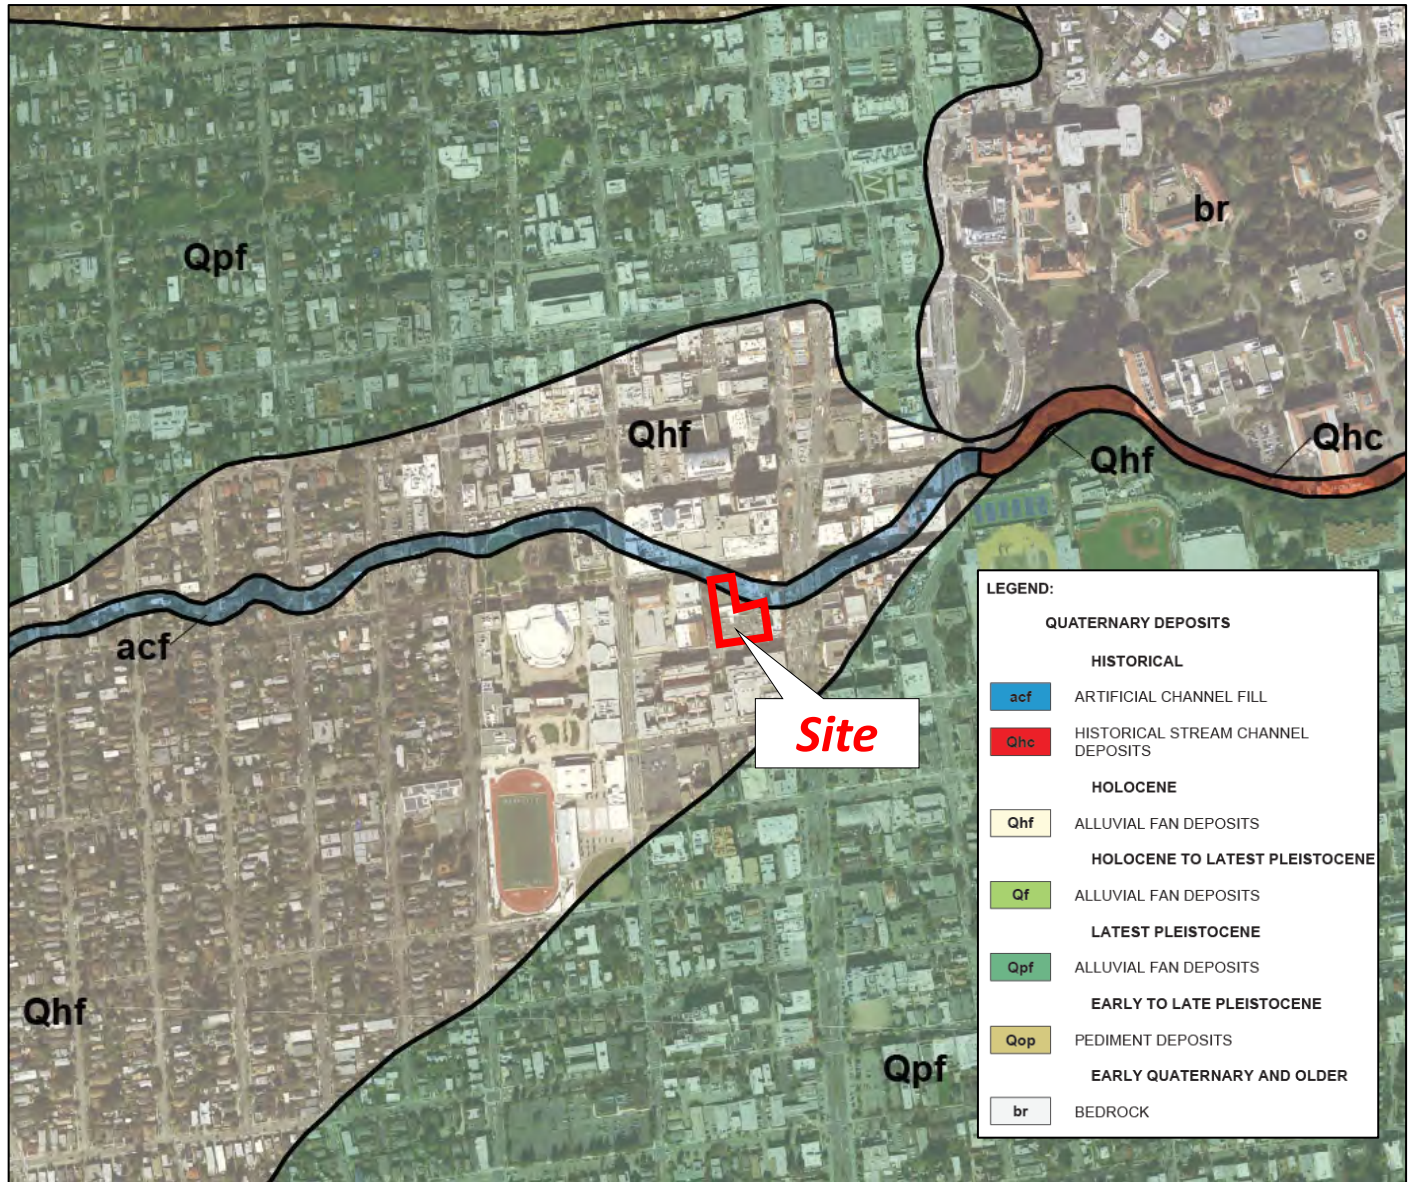 br
Qpf
Qhf
Qhc
Qhf
acf
Site
Qhf
Qpf
LEGEND:
QUATERNARY DEPOSITS
HISTORICAL
acf ARTIFICIAL CHANNEL FILL
Qhc HISTORICAL STREAM CHANNEL
DEPOSITS
HOLOCENE
Qhf ALLUVIAL FAN DEPOSITS
HOLOCENE TO LATEST PLEISTOCENE
Qf ALLUVIAL FAN DEPOSITS
LATEST PLEISTOCENE
Qpf ALLUVIAL FAN DEPOSITS
EARLY TO LATE PLEISTOCENE
Qop PEDIMENT DEPOSITS
EARLY QUATERNARY AND OLDER
br BEDROCK